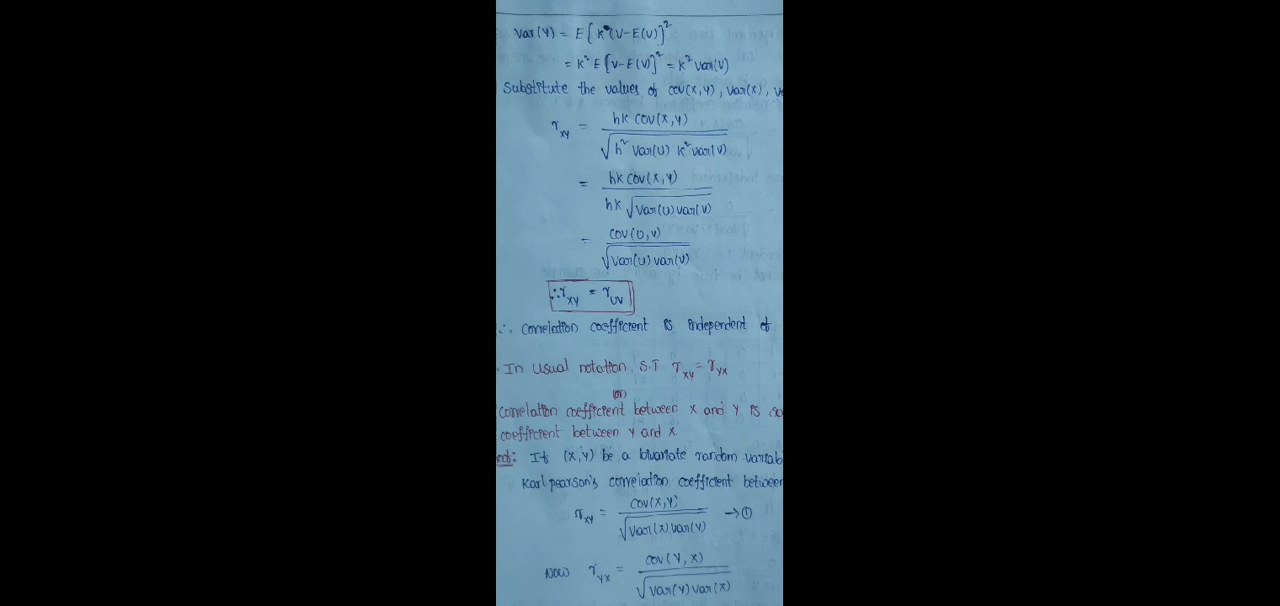 Var(Y) = E[K(V-E(V)]²
= K² E[V-E(V)]² = K² Var(V)
Substitute the values of cov(X,Y), Var(X), V
r_xy = hk cov(X,Y) / √h² Var(U) K² Var(V)
= hk cov(X,Y) / hk √Var(U) Var(V)
= cov(U,V) / √Var(U) Var(V)
∴ r_xy = r_UV
∴ Correlation coefficient is independent of
In usual notation, S.T r_xy = r_yx
(or)
Correlation coefficient between X and Y is sa
coefficient between Y and X
oof: If (X,Y) be a bivariate random variab
Karl pearson's correlation coefficient between
r_xy = cov(X,Y) / √Var(X) Var(Y) → ①
Now r_yx = cov(Y,X) / √Var(Y) Var(X)